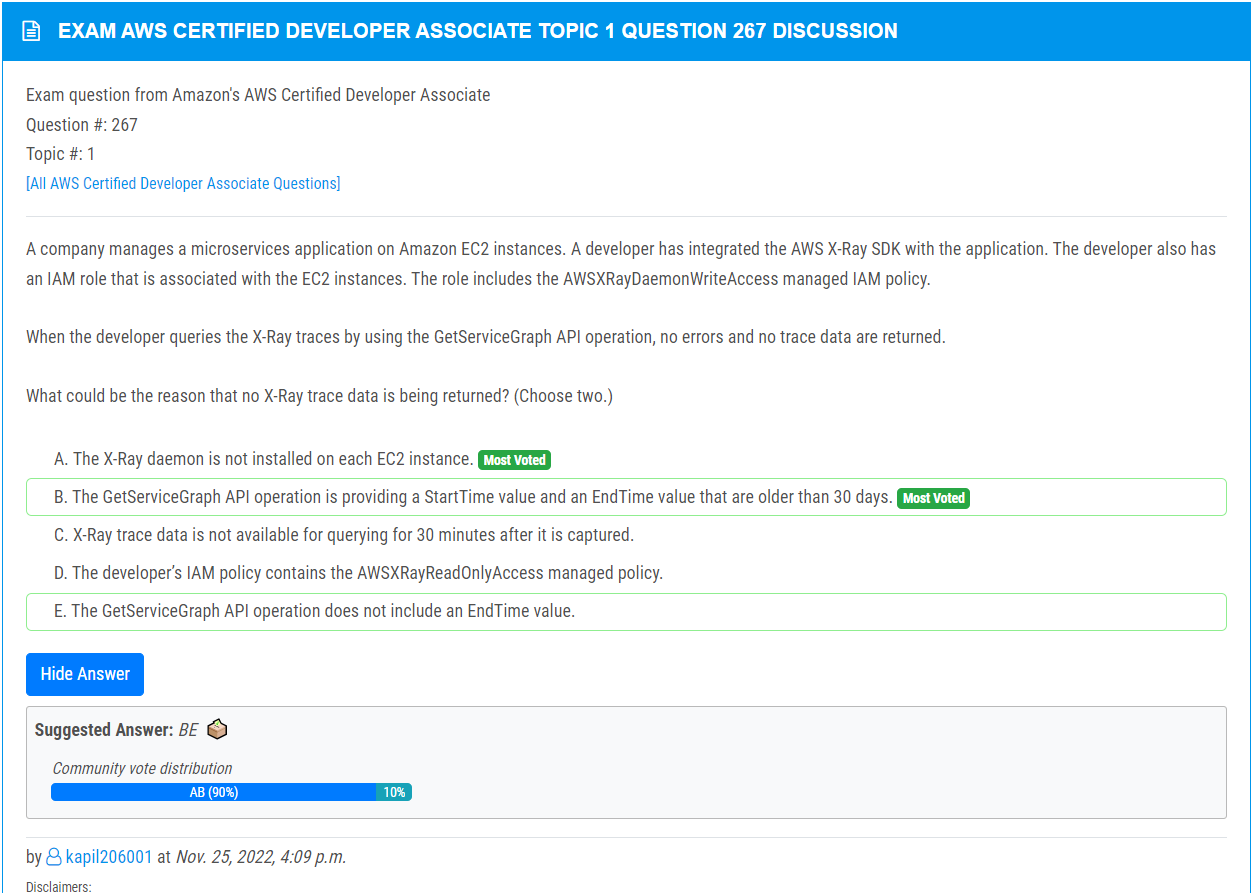 EXAM AWS CERTIFIED DEVELOPER ASSOCIATE TOPIC 1 QUESTION 267 DISCUSSION
Exam question from Amazon's AWS Certified Developer Associate
Question #: 267
Topic #: 1
[All AWS Certified Developer Associate Questions]
A company manages a microservices application on Amazon EC2 instances. A developer has integrated the AWS X-Ray SDK with the application. The developer also has
an IAM role that is associated with the EC2 instances. The role includes the AWSXRayDaemonWriteAccess managed IAM policy.
When the developer queries the X-Ray traces by using the GetServiceGraph API operation, no errors and no trace data are returned.
What could be the reason that no X-Ray trace data is being returned? (Choose two.)
A. The X-Ray daemon is not installed on each EC2 instance. Most Voted
B. The GetServiceGraph API operation is providing a StartTime value and an EndTime value that are older than 30 days. Most Voted
C. X-Ray trace data is not available for querying for 30 minutes after it is captured.
D. The developer’s IAM policy contains the AWSXRayReadOnlyAccess managed policy.
E. The GetServiceGraph API operation does not include an EndTime value.
Hide Answer
Suggested Answer: BE
Community vote distribution
AB (90%) 10%
by kapil206001 at Nov. 25, 2022, 4:09 p.m.
Disclaimers: